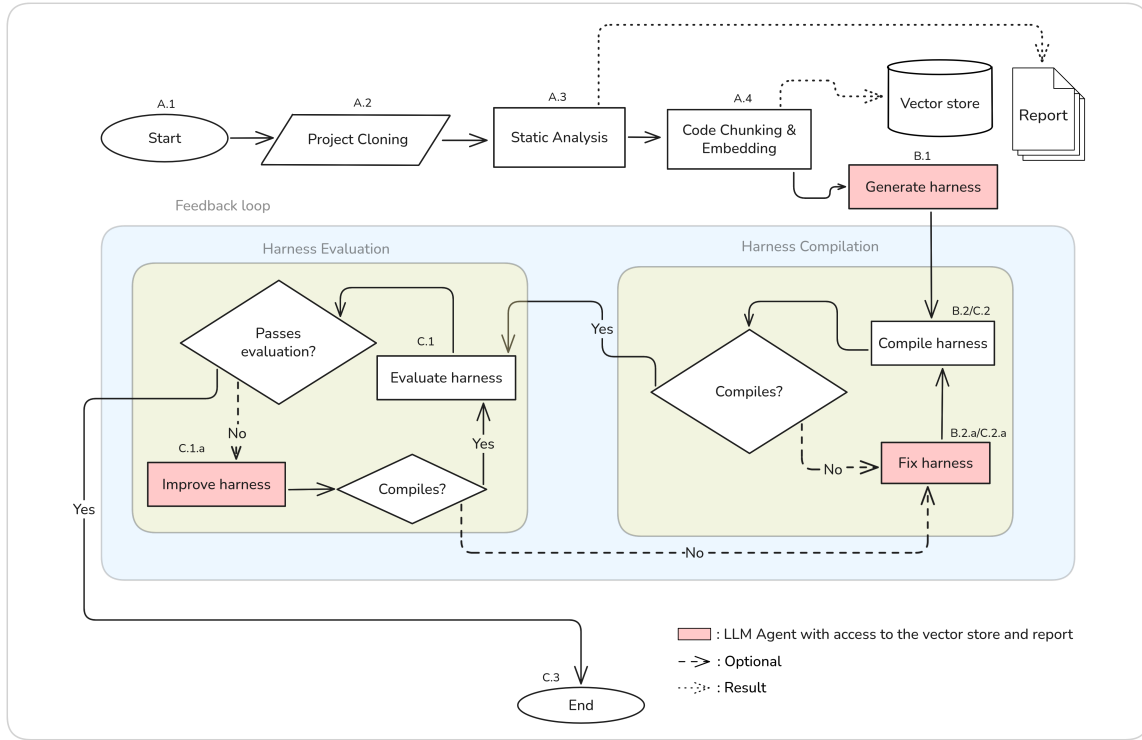 A.1
Start
A.2
Project Cloning
A.3
Static Analysis
A.4
Code Chunking &
Embedding
Vector store
Report
B.1
Generate harness
Feedback loop
Harness Evaluation
Harness Compilation
Passes
evaluation?
C.1
Evaluate harness
Yes
Compiles?
B.2/C.2
Compile harness
No
B.2.a/C.2.a
Fix harness
No
C.1.a
Improve harness
Compiles?
Yes
Yes
No
C.3
End
: LLM Agent with access to the vector store and report
: Optional
: Result